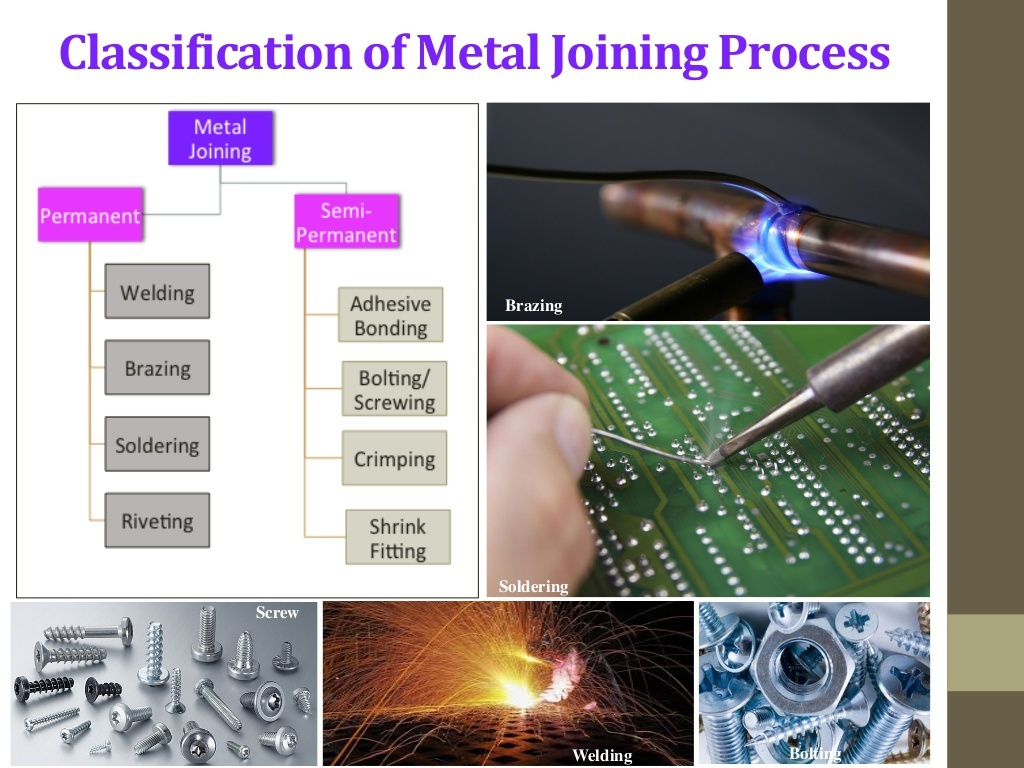 Classification of Metal Joining Process
Metal
Joining
Permanent
Semi-
Permanent
Welding
Brazing
Soldering
Riveting
Adhesive
Bonding
Bolting/
Screwing
Crimping
Shrink
Fitting
Brazing
Soldering
Screw
Welding
Bolting